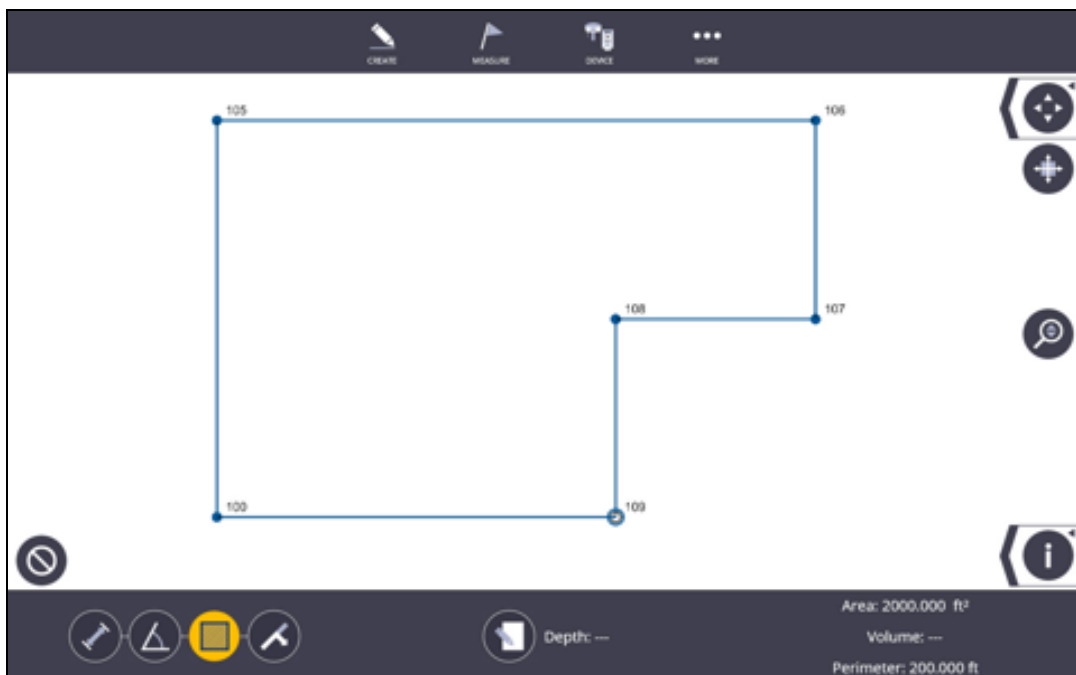 CREATE
MEASURE
DEVICE
MORE
105
106
108
107
100
109
Area: 2000.000 ft²
Depth: ---
Volume: ---
Perimeter: 200.000 ft